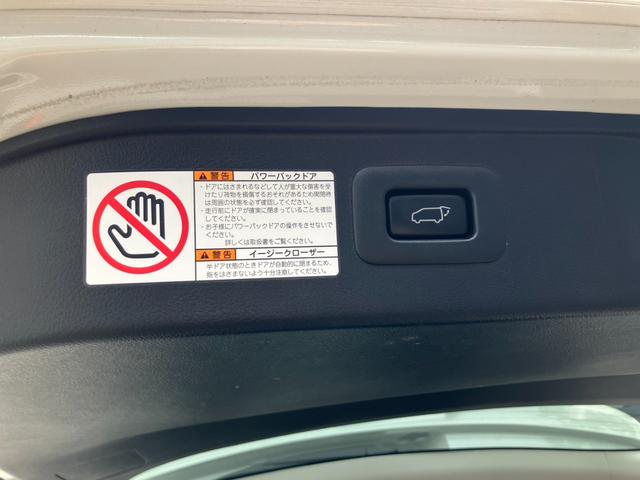 警告 パワーバックドア
・ドアにはさまれるなどして人が重大な傷害を受
けたり荷物を損傷するおそれがあるため開閉時
は周囲の状態を必ず確認してください。
・走行前にドアが確実に閉まっていることを確認
してください。
・お子様にパワーバックドアの操作をさせないで
ください。
詳しくは取扱書をご覧ください。
警告 イージークローザー
半ドア状態のときドアが自動的に閉まるため、
指をはさまないよう十分注意してください。